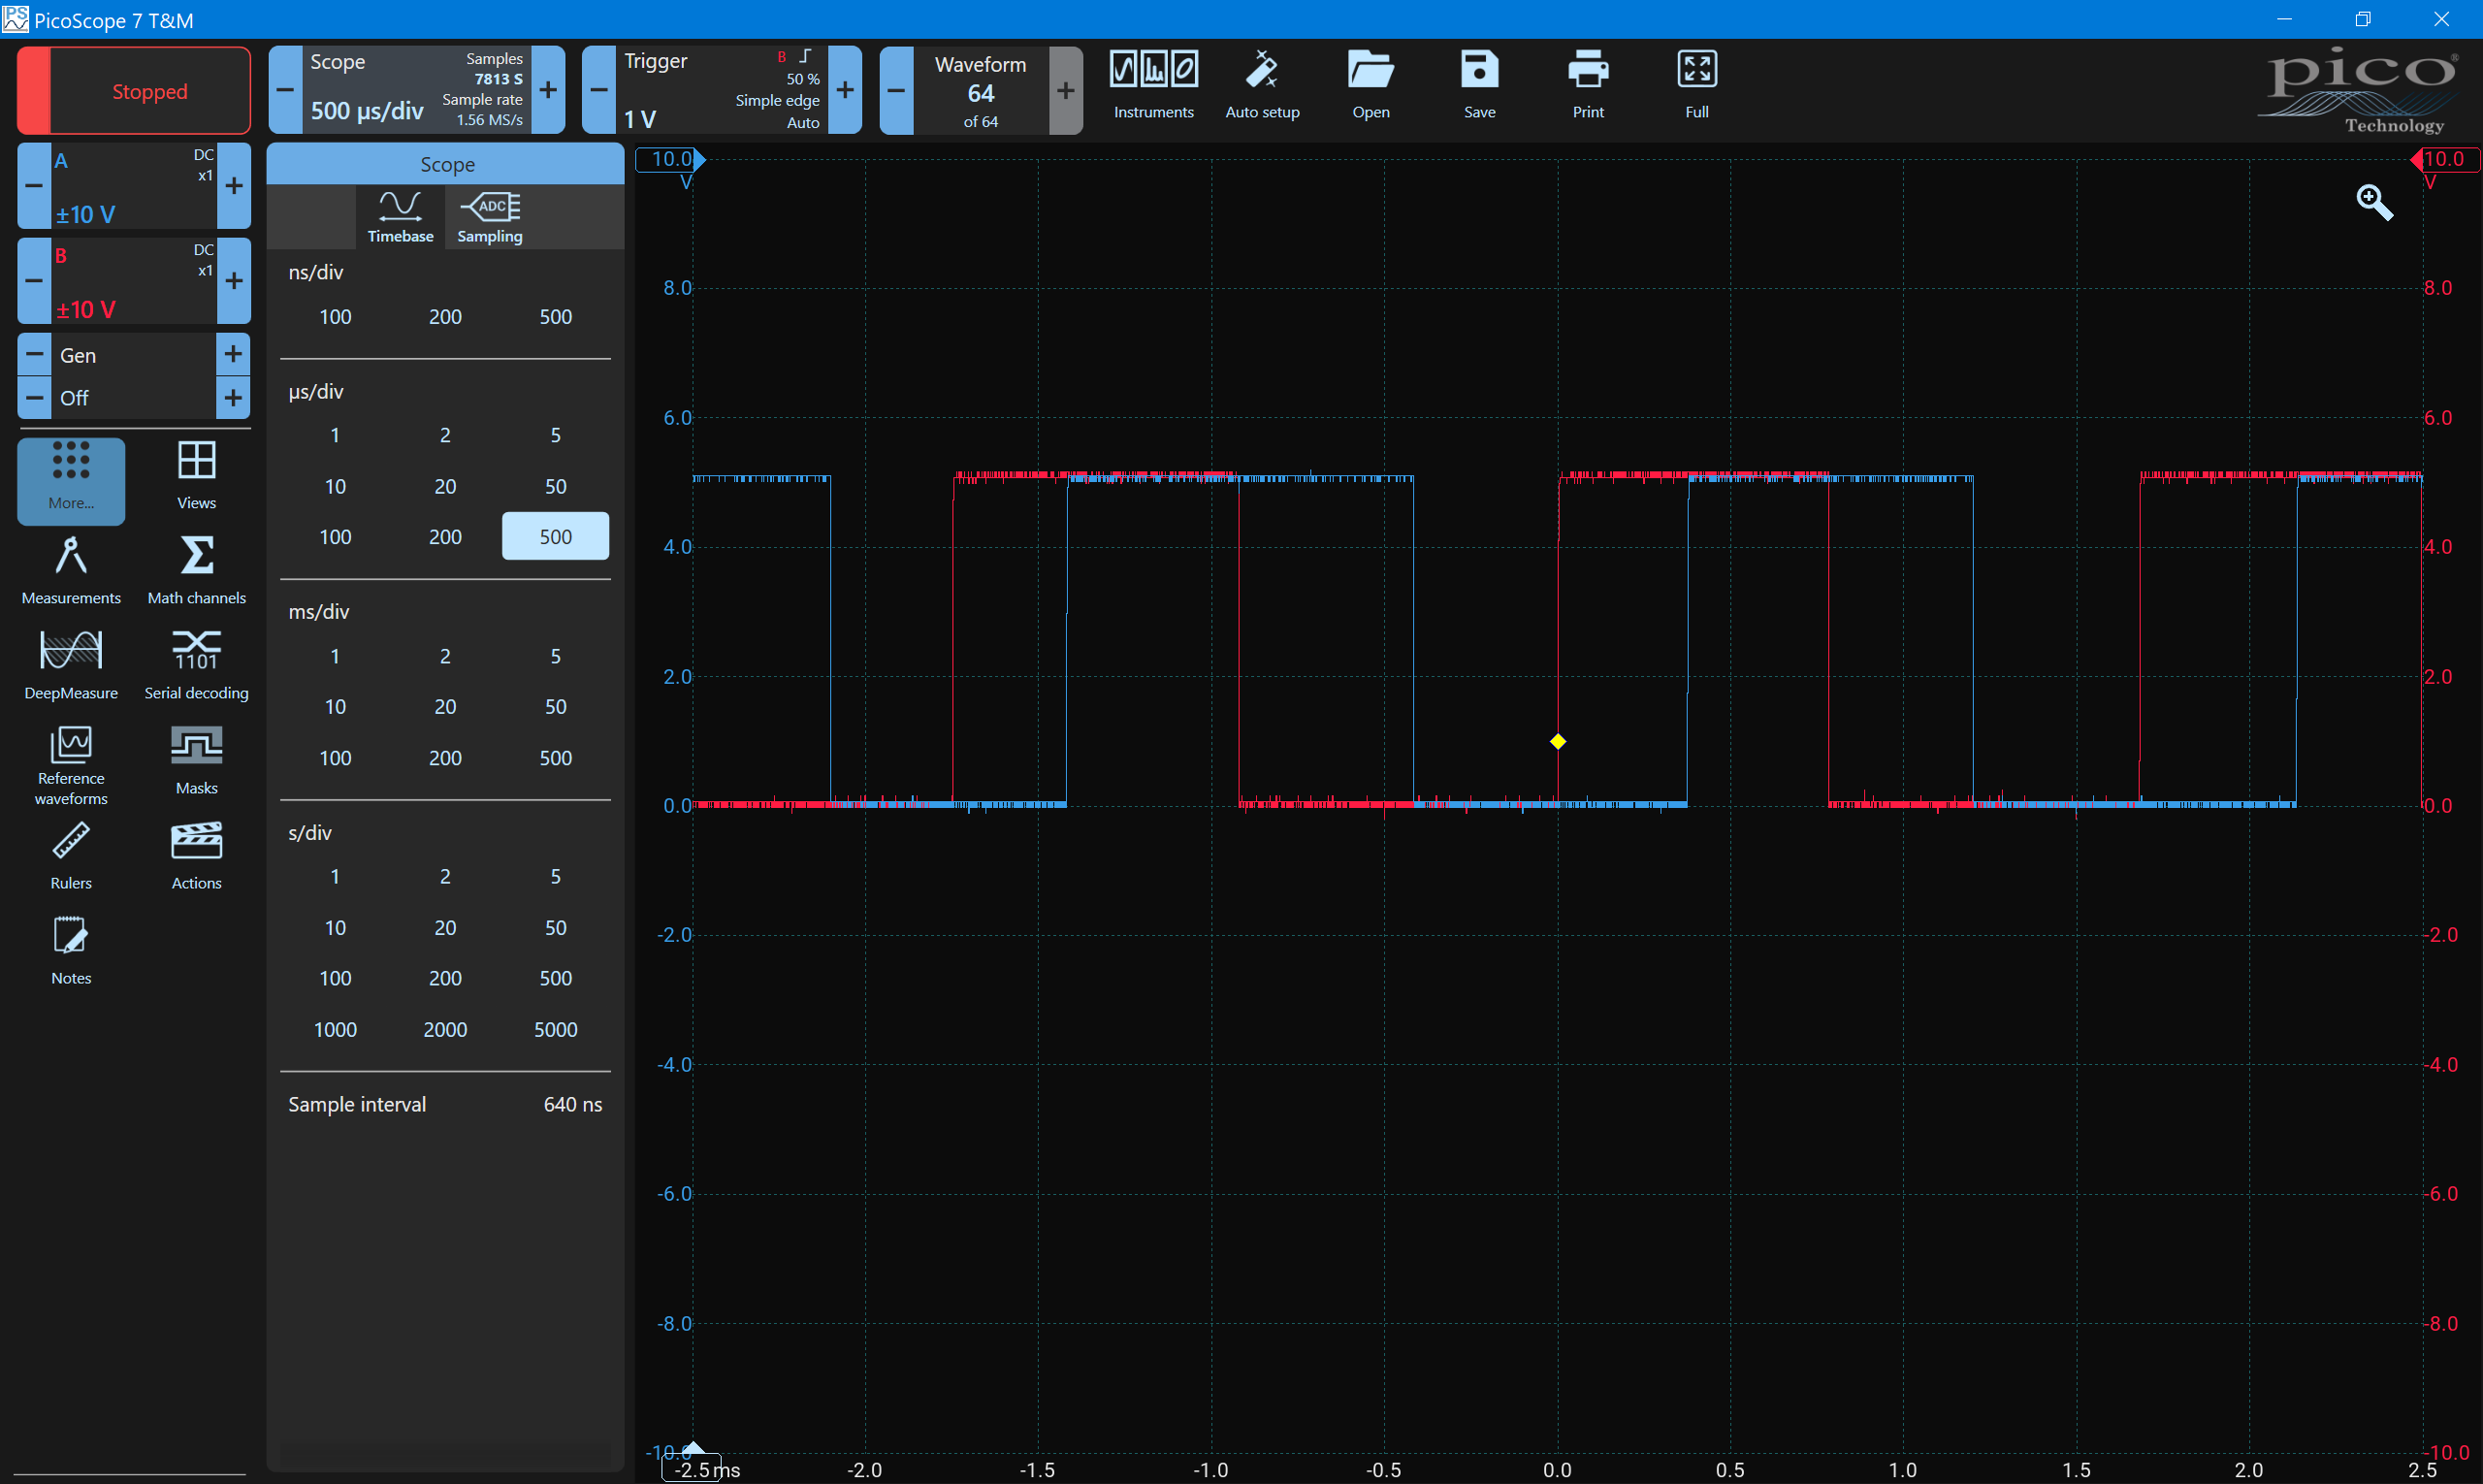 PicoScope 7 T&M
Stopped
Scope
500 µs/div
Samples
7813 S
Sample rate
1.56 MS/s
Trigger
1 V
B
50 %
Simple edge
Auto
Waveform
64
of 64
Instruments
Auto setup
Open
Save
Print
Full
pico®
Technology
A
DC
x1
±10 V
B
DC
x1
±10 V
Gen
Off
More...
Views
Measurements
Math channels
DeepMeasure
1101
Serial decoding
Reference
waveforms
Masks
Rulers
Actions
Notes
Scope
Timebase
ADC
Sampling
ns/div
100 200 500
µs/div
1 2 5
10 20 50
100 200 500
ms/div
1 2 5
10 20 50
100 200 500
s/div
1 2 5
10 20 50
100 200 500
1000 2000 5000
Sample interval 640 ns
10.0
V
8.0
6.0
4.0
2.0
0.0
-2.0
-4.0
-6.0
-8.0
-10.0
10.0
V
8.0
6.0
4.0
2.0
0.0
-2.0
-4.0
-6.0
-8.0
-10.0
-2.5 ms -2.0 -1.5 -1.0 -0.5 0.0 0.5 1.0 1.5 2.0 2.5